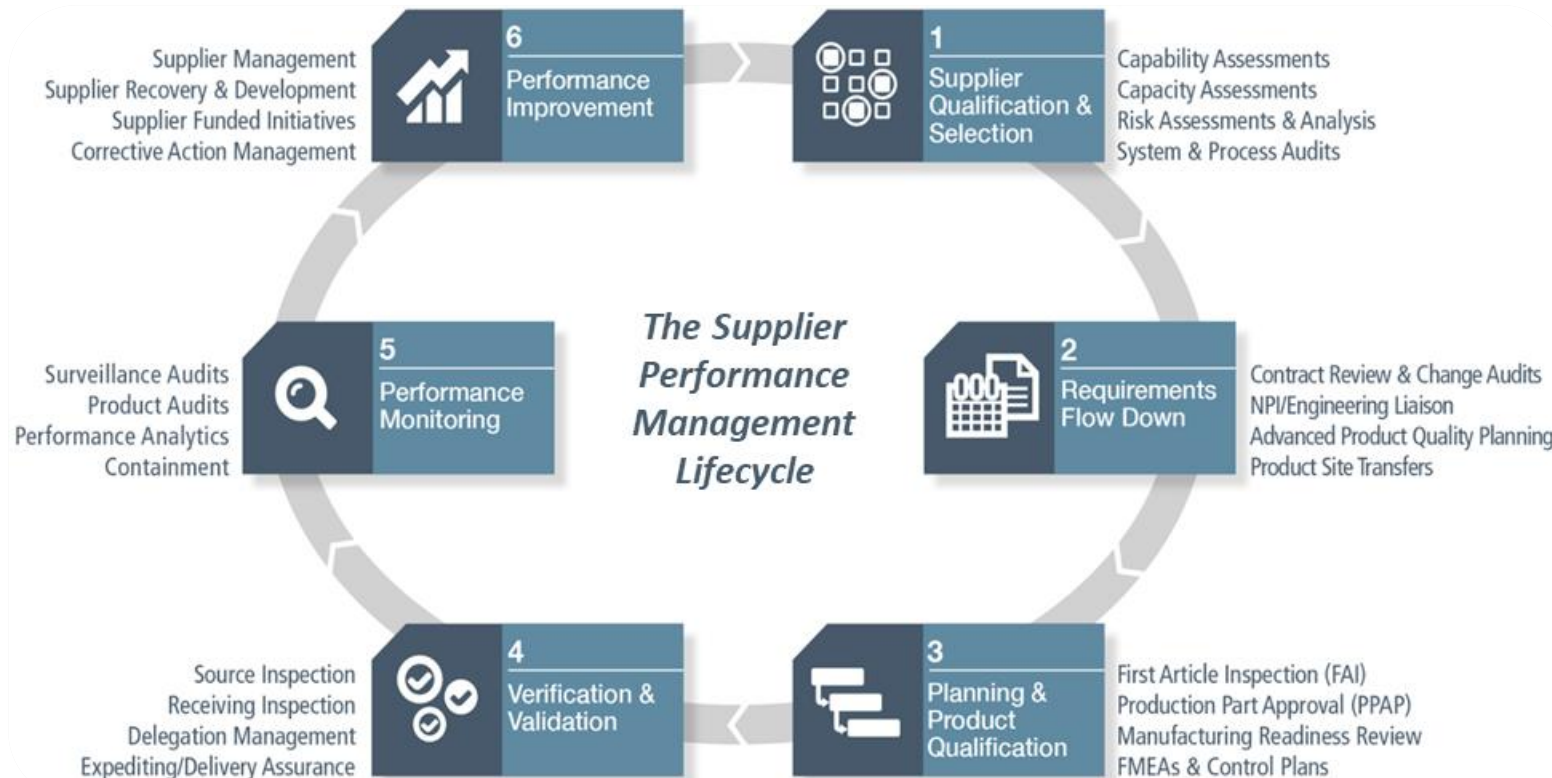 The Supplier
Performance
Management
Lifecycle
1
Supplier
Qualification &
Selection
Capability Assessments
Capacity Assessments
Risk Assessments & Analysis
System & Process Audits
2
Requirements
Flow Down
Contract Review & Change Audits
NPI/Engineering Liaison
Advanced Product Quality Planning
Product Site Transfers
3
Planning &
Product
Qualification
First Article Inspection (FAI)
Production Part Approval (PPAP)
Manufacturing Readiness Review
FMEAs & Control Plans
4
Verification &
Validation
Source Inspection
Receiving Inspection
Delegation Management
Expediting/Delivery Assurance
5
Performance
Monitoring
Surveillance Audits
Product Audits
Performance Analytics
Containment
6
Performance
Improvement
Supplier Management
Supplier Recovery & Development
Supplier Funded Initiatives
Corrective Action Management